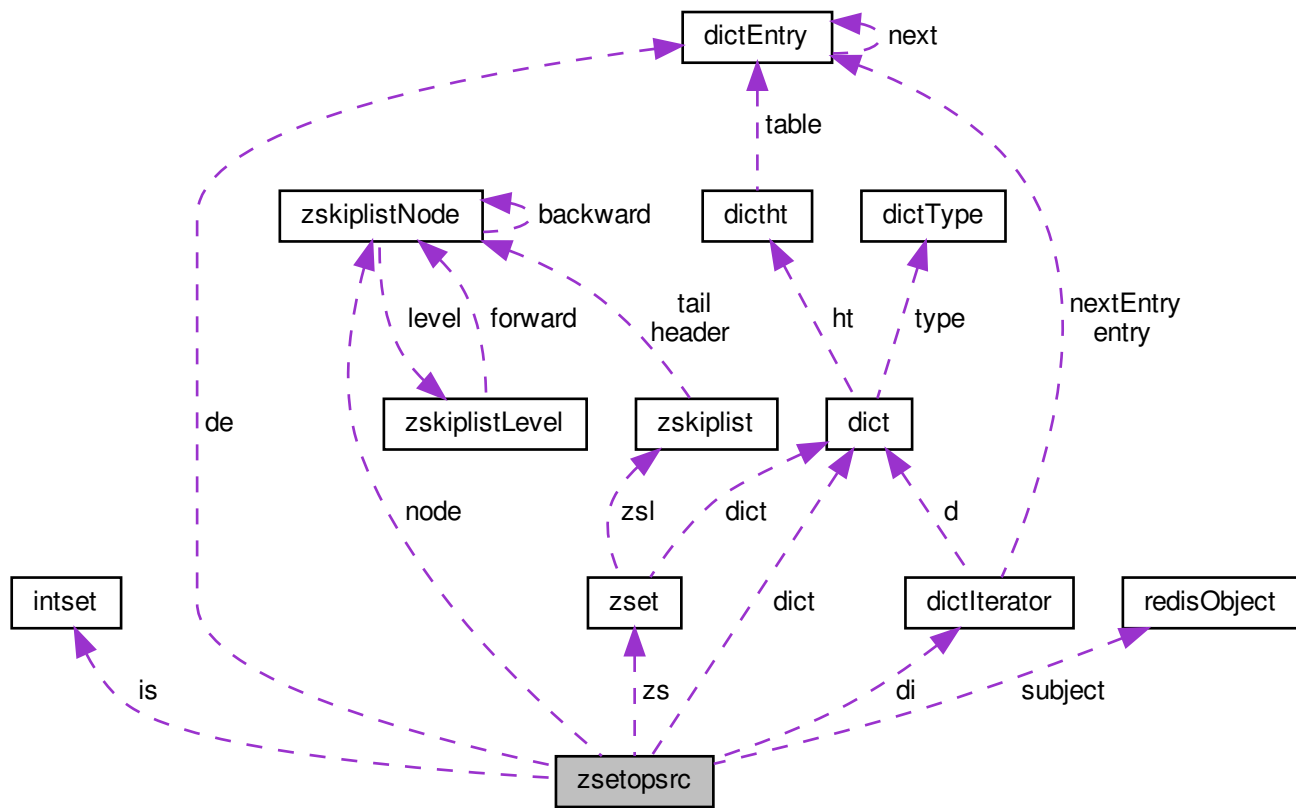 dictEntry
next
table
zskiplistNode
backward
dictht
dictType
level
forward
tail
header
ht
type
nextEntry
entry
de
zskiplistLevel
zskiplist
dict
node
zsl
dict
d
intset
zset
dict
dictIterator
redisObject
is
zs
di
subject
zsetopsrc